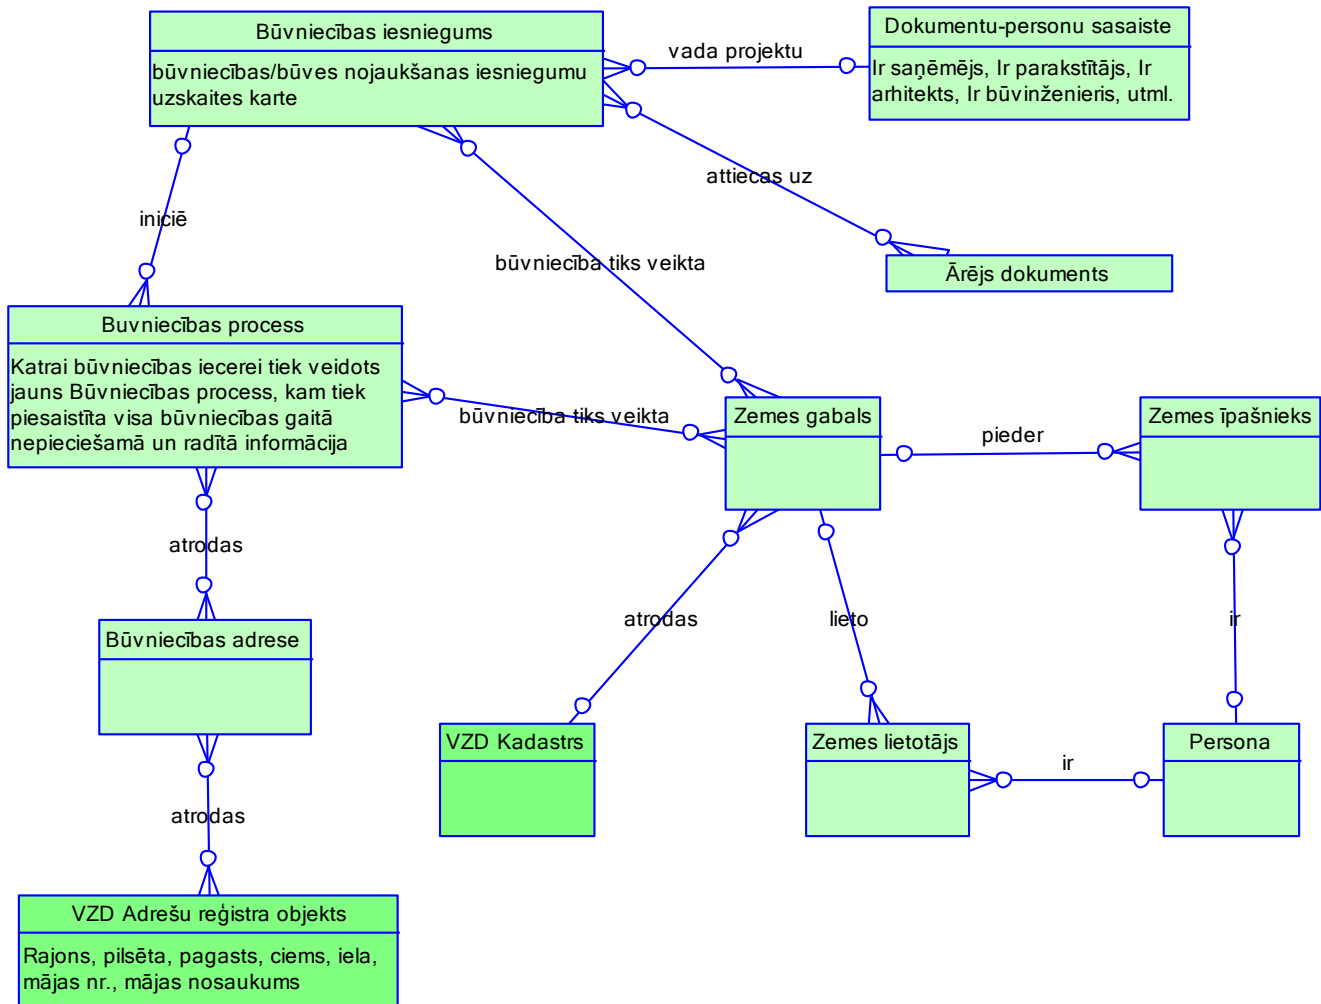 Būvniecības iesniegums
būvniecības/būves nojaukšanas iesniegumu
uzskaites karte
vada projektu
Dokumentu-personu sasaiste
Ir saņēmējs, Ir parakstītājs, Ir
arhitekts, Ir būvinženieris, utml.
attiecas uz
iniciē
būvniecība tiks veikta
Ārējs dokuments
Buvniecības process
Katrai būvniecības iecerei tiek veidots
jauns Būvniecības process, kam tiek
piesaistīta visa būvniecības gaitā
nepieciešamā un radītā informācija
būvniecība tiks veikta
Zemes gabals
pieder
Zemes īpašnieks
atrodas
Būvniecības adrese
atrodas
lieto
ir
VZD Kadastrs
Zemes lietotājs
ir
Persona
atrodas
VZD Adrešu reģistra objekts
Rajons, pilsēta, pagasts, ciems, iela,
mājas nr., mājas nosaukums